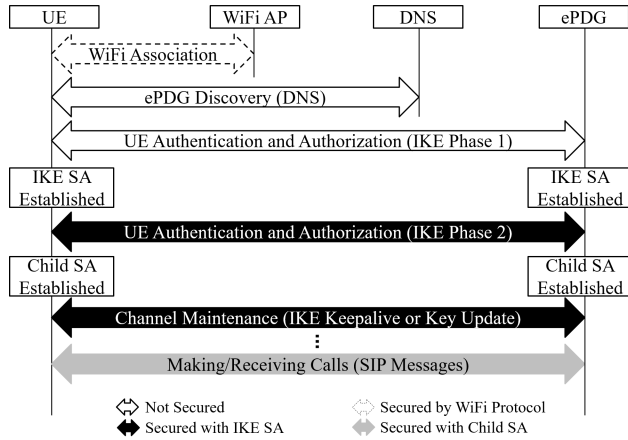 UE WiFi AP DNS ePDG
WiFi Association
ePDG Discovery (DNS)
UE Authentication and Authorization (IKE Phase 1)
IKE SA Established IKE SA Established
UE Authentication and Authorization (IKE Phase 2)
Child SA Established Child SA Established
Channel Maintenance (IKE Keepalive or Key Update)
Making/Receiving Calls (SIP Messages)
Not Secured Secured by WiFi Protocol
Secured with IKE SA Secured with Child SA